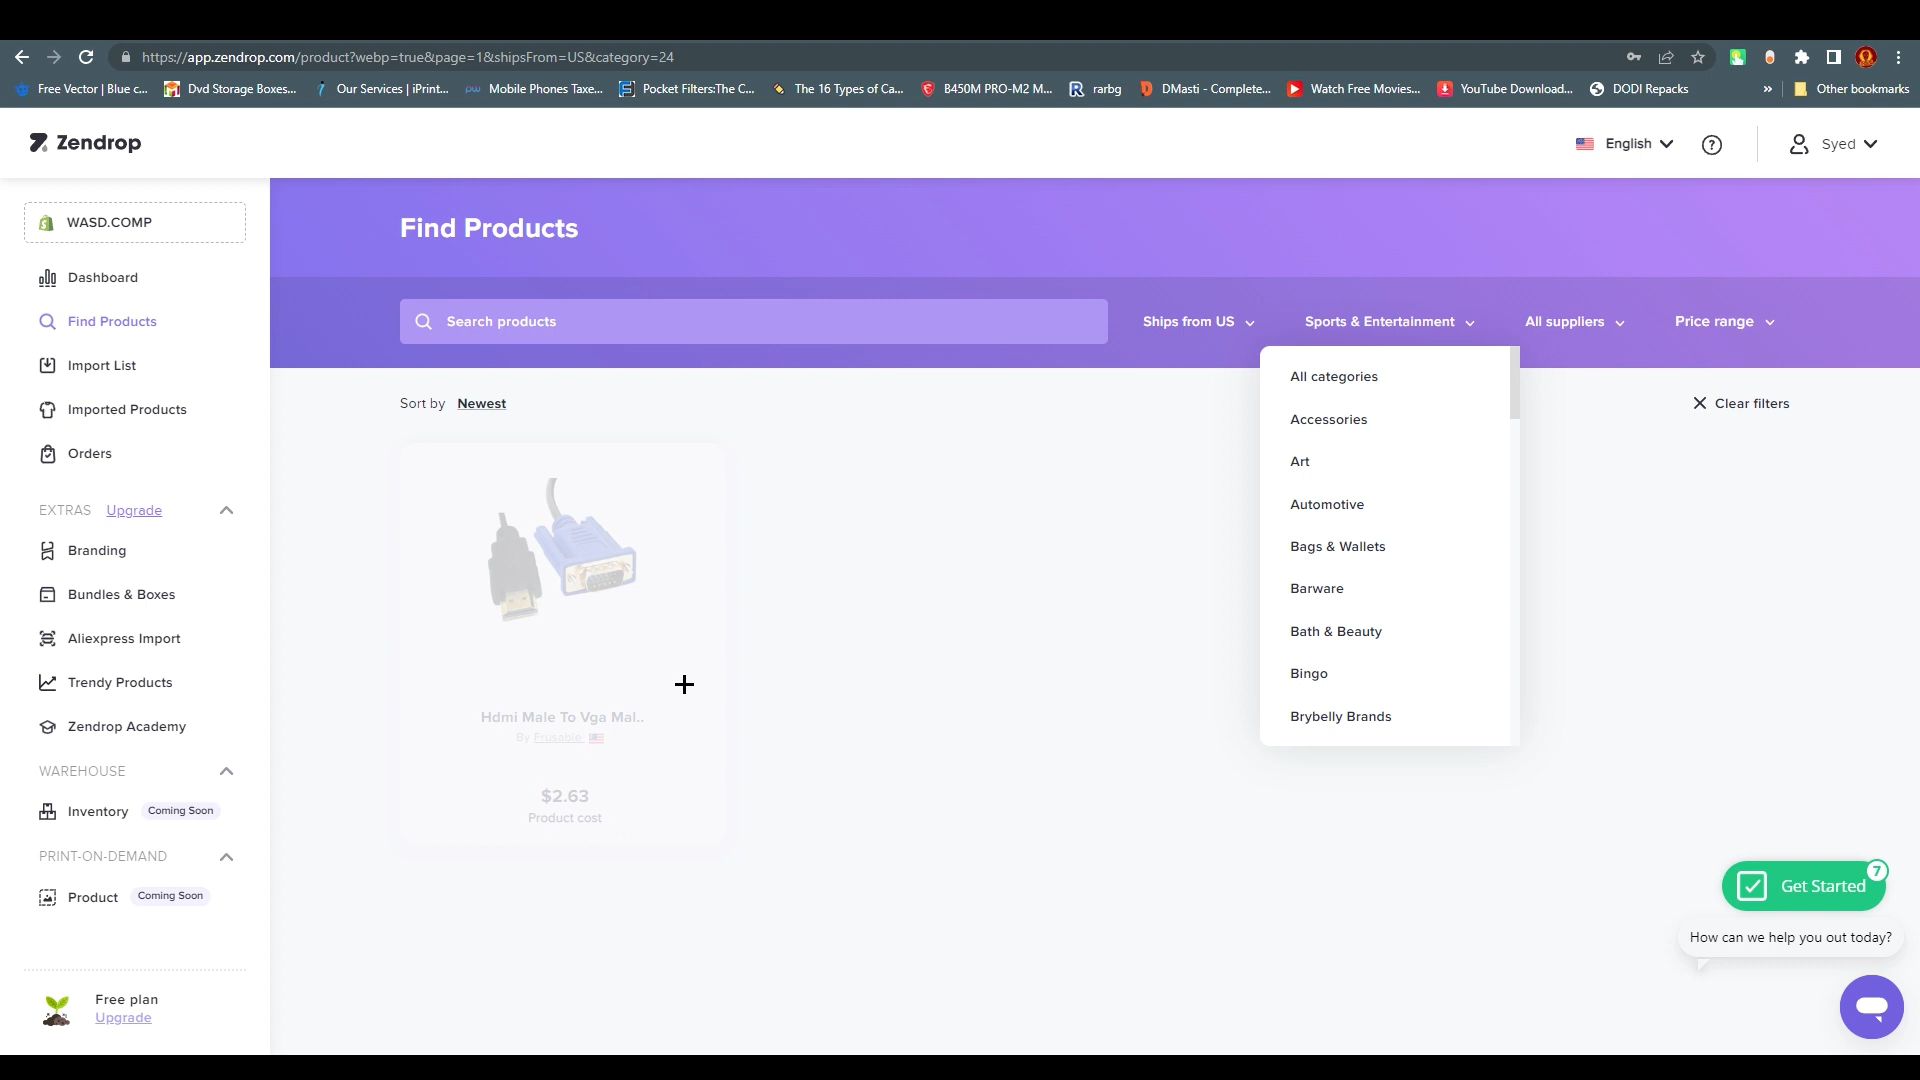 https://app.zendrop.com/product?webp=true&page=1&shipsFrom=US&category=24
Free Vector | Blue c...
Dvd Storage Boxes...
Our Services | iPrint...
Mobile Phones Taxe...
Pocket Filters:The C...
The 16 Types of Ca...
B450M PRO-M2 M...
rarbg
DMasti - Complete...
Watch Free Movies...
YouTube Download...
DODI Repacks
»
Other bookmarks
Zendrop
English
Syed
WASD.COMP
Dashboard
Find Products
Import List
Imported Products
Orders
EXTRAS Upgrade
Branding
Bundles & Boxes
Aliexpress Import
Trendy Products
Zendrop Academy
WAREHOUSE
Inventory Coming Soon
PRINT-ON-DEMAND
Product Coming Soon
Free plan
Upgrade
Find Products
Search products
Ships from US
Sports & Entertainment
All suppliers
Price range
Sort by Newest
Clear filters
All categories
Accessories
Art
Automotive
Bags & Wallets
Barware
Bath & Beauty
Bingo
Brybelly Brands
Hdmi Male To Vga Mal..
By Frusable
$2.63
Product cost
7
Get Started
How can we help you out today?